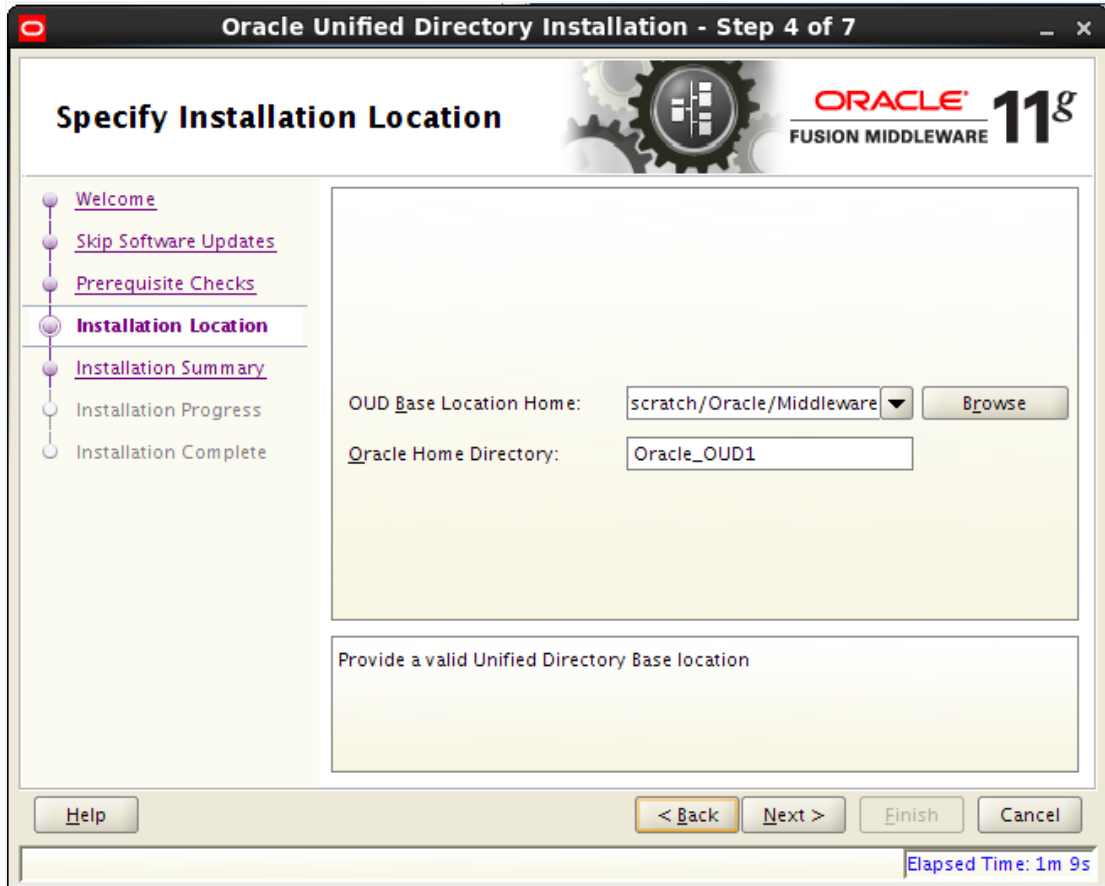 Oracle Unified Directory Installation - Step 4 of 7
Specify Installation Location
ORACLE
FUSION MIDDLEWARE
11g
Welcome
Skip Software Updates
Prerequisite Checks
Installation Location
Installation Summary
Installation Progress
Installation Complete
OUD Base Location Home: scratch/Oracle/Middleware Browse
Oracle Home Directory: Oracle_OUD1
Provide a valid Unified Directory Base location
Help < Back Next > Finish Cancel
Elapsed Time: 1m 9s